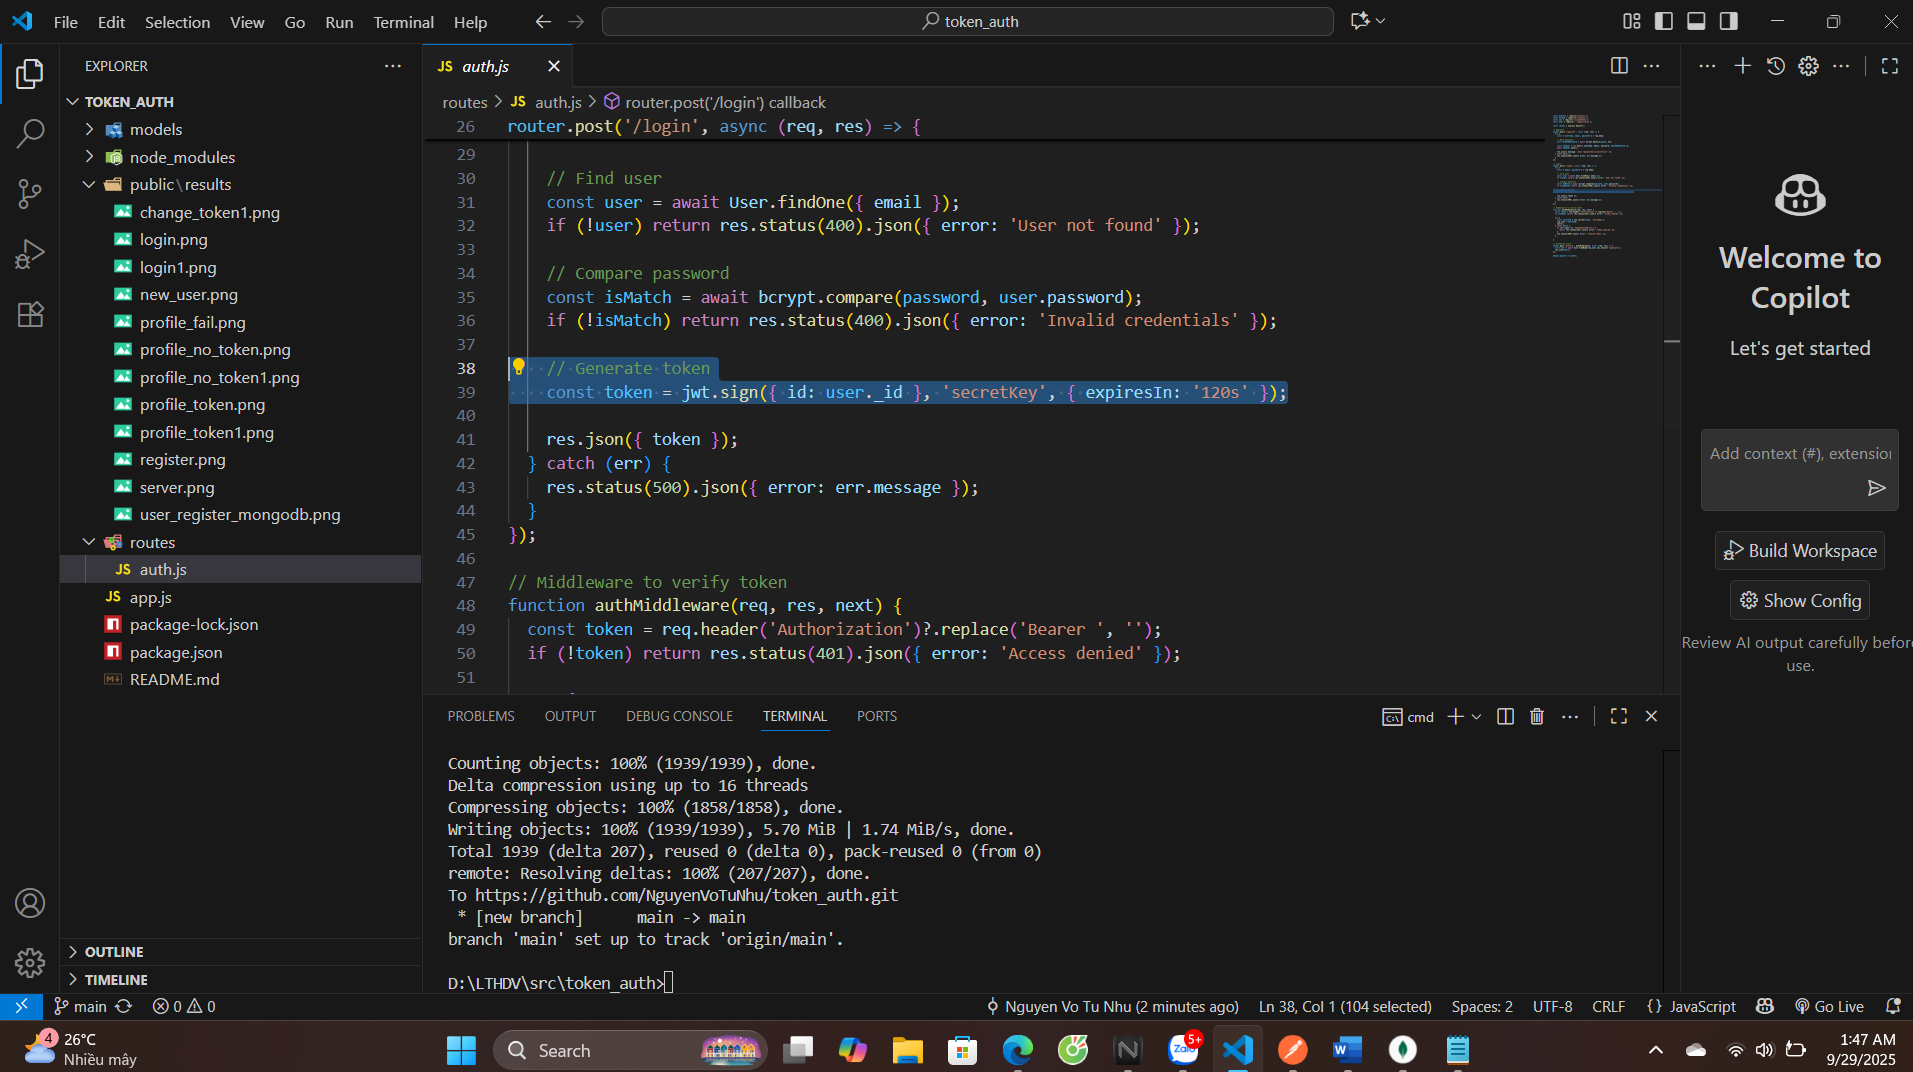 File Edit Selection View Go Run Terminal Help
token_auth
EXPLORER
TOKEN_AUTH
models
node_modules
public\results
change_token1.png
login.png
login1.png
new_user.png
profile_fail.png
profile_no_token.png
profile_no_token1.png
profile_token.png
profile_token1.png
register.png
server.png
user_register_mongodb.png
routes
JS auth.js
JS app.js
package-lock.json
package.json
README.md
OUTLINE
TIMELINE
JS auth.js
routes > JS auth.js > router.post('/login') callback
26 router.post('/login', async (req, res) => {
29
30 // Find user
31 const user = await User.findOne({ email });
32 if (!user) return res.status(400).json({ error: 'User not found' });
33
34 // Compare password
35 const isMatch = await bcrypt.compare(password, user.password);
36 if (!isMatch) return res.status(400).json({ error: 'Invalid credentials' });
37
38 // Generate token
39 const token = jwt.sign({ id: user._id }, 'secretKey', { expiresIn: '120s' });
40
41 res.json({ token });
42 } catch (err) {
43 res.status(500).json({ error: err.message });
44 }
45 });
46
47 // Middleware to verify token
48 function authMiddleware(req, res, next) {
49 const token = req.header('Authorization')?.replace('Bearer ', '');
50 if (!token) return res.status(401).json({ error: 'Access denied' });
51
PROBLEMS OUTPUT DEBUG CONSOLE TERMINAL PORTS
cmd
Counting objects: 100% (1939/1939), done.
Delta compression using up to 16 threads
Compressing objects: 100% (1858/1858), done.
Writing objects: 100% (1939/1939), 5.70 MiB | 1.74 MiB/s, done.
Total 1939 (delta 207), reused 0 (delta 0), pack-reused 0 (from 0)
remote: Resolving deltas: 100% (207/207), done.
To https://github.com/NguyenVoTuNhu/token_auth.git
* [new branch] main -> main
branch 'main' set up to track 'origin/main'.
D:\LTHDV\src\token_auth>
Welcome to
Copilot
Let's get started
Add context (#), extension
Build Workspace
Show Config
Review AI output carefully before
use.
main 0 0
Nguyen Vo Tu Nhu (2 minutes ago) Ln 38, Col 1 (104 selected) Spaces: 2 UTF-8 CRLF {} JavaScript Go Live
4
26°C
Nhiều mây
Search
Zalo
5+
1:47 AM
9/29/2025